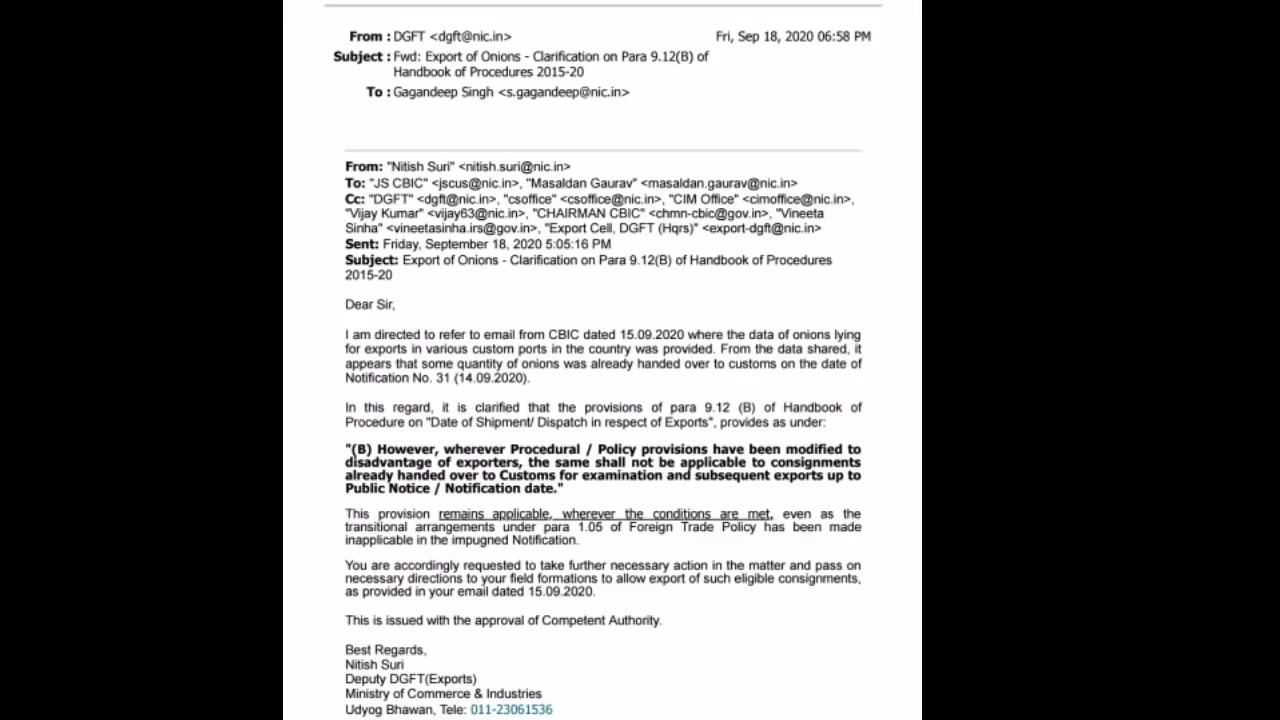 From : DGFT <dgft@nic.in>
Fri, Sep 18, 2020 06:58 PM
Subject : Fwd: Export of Onions - Clarification on Para 9.12(B) of
Handbook of Procedures 2015-20
To : Gagandeep Singh <s.gagandeep@nic.in>
From: "Nitish Suri" <nitish.suri@nic.in>
To: "JS CBIC" <jscus@nic.in>, "Masaldan Gaurav" <masaldan.gaurav@nic.in>
Cc: "DGFT" <dgft@nic.in>, "csoffice" <csoffice@nic.in>, "CIM Office" <cimoffice@nic.in>,
"Vijay Kumar" <vijay63@nic.in>, "CHAIRMAN CBIC" <chmn-cbic@gov.in>, "Vineeta
Sinha" <vineetasinha.irs@gov.in>, "Export Cell, DGFT (Hqrs)" <export-dgft@nic.in>
Sent: Friday, September 18, 2020 5:05:16 PM
Subject: Export of Onions - Clarification on Para 9.12(B) of Handbook of Procedures
2015-20
Dear Sir,
I am directed to refer to email from CBIC dated 15.09.2020 where the data of onions lying
for exports in various custom ports in the country was provided. From the data shared, it
appears that some quantity of onions was already handed over to customs on the date of
Notification No. 31 (14.09.2020).
In this regard, it is clarified that the provisions of para 9.12 (B) of Handbook of
Procedure on "Date of Shipment/ Dispatch in respect of Exports", provides as under:
"(B) However, wherever Procedural / Policy provisions have been modified to
disadvantage of exporters, the same shall not be applicable to consignments
already handed over to Customs for examination and subsequent exports up to
Public Notice / Notification date."
This provision remains applicable, wherever the conditions are met, even as the
transitional arrangements under para 1.05 of Foreign Trade Policy has been made
inapplicable in the impugned Notification.
You are accordingly requested to take further necessary action in the matter and pass on
necessary directions to your field formations to allow export of such eligible consignments,
as provided in your email dated 15.09.2020.
This is issued with the approval of Competent Authority.
Best Regards,
Nitish Suri
Deputy DGFT(Exports)
Ministry of Commerce & Industries
Udyog Bhawan, Tele: 011-23061536